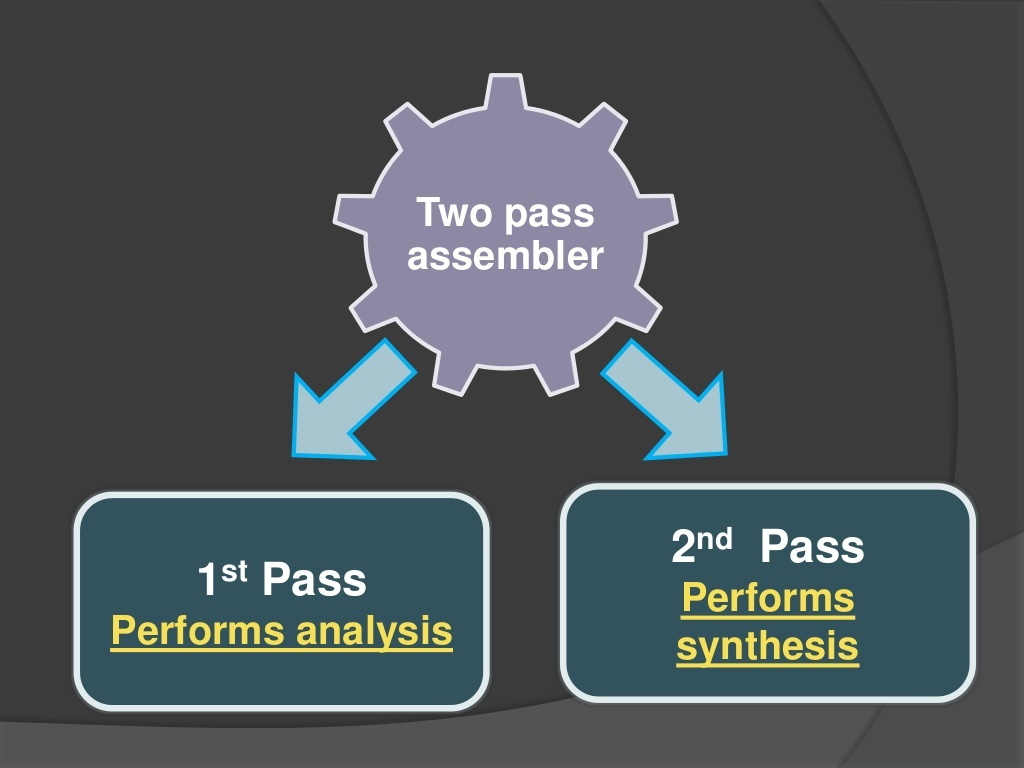 Two pass
assembler
1st Pass
Performs analysis
2nd Pass
Performs
synthesis